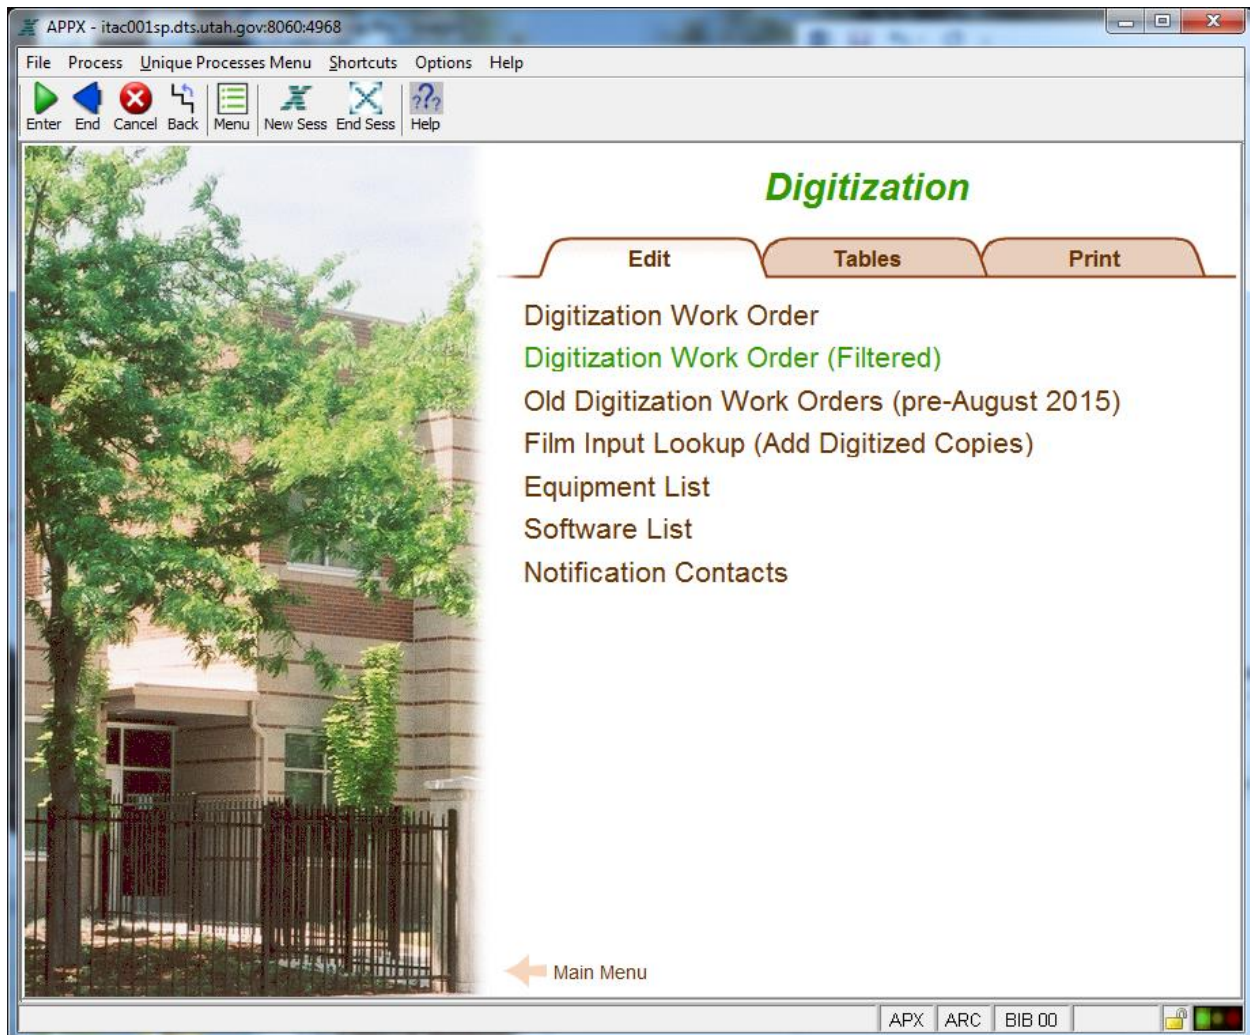 APPX - itac001sp.dts.utah.gov:8060:4968
File Process Unique Processes Menu Shortcuts Options Help
Enter End Cancel Back Menu New Sess End Sess Help
Digitization
Edit Tables Print
Digitization Work Order
Digitization Work Order (Filtered)
Old Digitization Work Orders (pre-August 2015)
Film Input Lookup (Add Digitized Copies)
Equipment List
Software List
Notification Contacts
Main Menu
APX ARC BIB 00